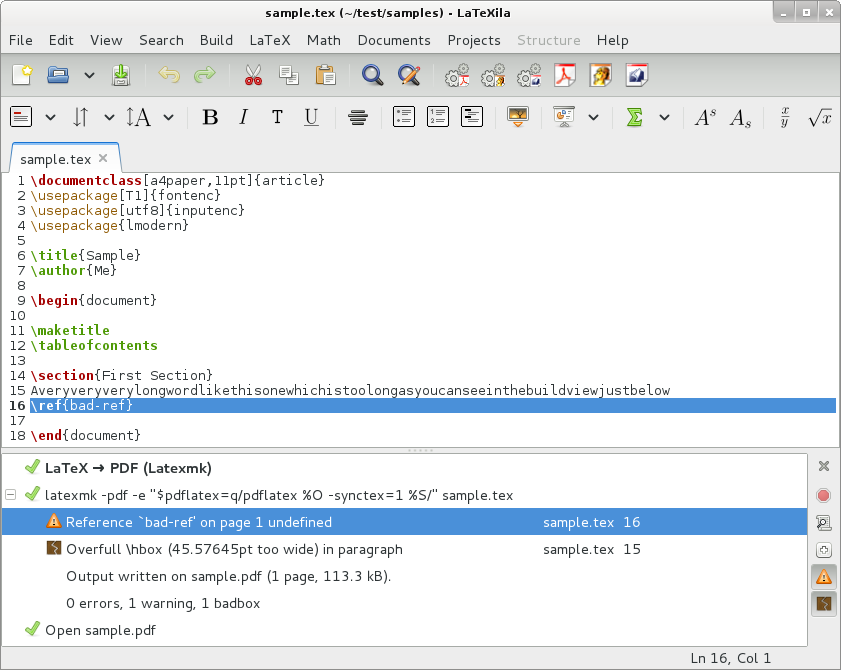 sample.tex (~/test/samples) - LaTeXila
File Edit View Search Build LaTeX Math Documents Projects Structure Help
B I T U A^s A_s x/y √x
sample.tex
1 \documentclass[a4paper,11pt]{article}
2 \usepackage[T1]{fontenc}
3 \usepackage[utf8]{inputenc}
4 \usepackage{lmodern}
5
6 \title{Sample}
7 \author{Me}
8
9 \begin{document}
10
11 \maketitle
12 \tableofcontents
13
14 \section{First Section}
15 Averyveryverylongwordlikethisonewhichistoolongasyoucanseeinthebuildviewjustbelow
16 \ref{bad-ref}
17
18 \end{document}
LaTeX → PDF (Latexmk)
latexmk -pdf -e "$pdflatex=q/pdflatex %O -synctex=1 %S/" sample.tex
Reference `bad-ref' on page 1 undefined sample.tex 16
Overfull \hbox (45.57645pt too wide) in paragraph sample.tex 15
Output written on sample.pdf (1 page, 113.3 kB).
0 errors, 1 warning, 1 badbox
Open sample.pdf
Ln 16, Col 1